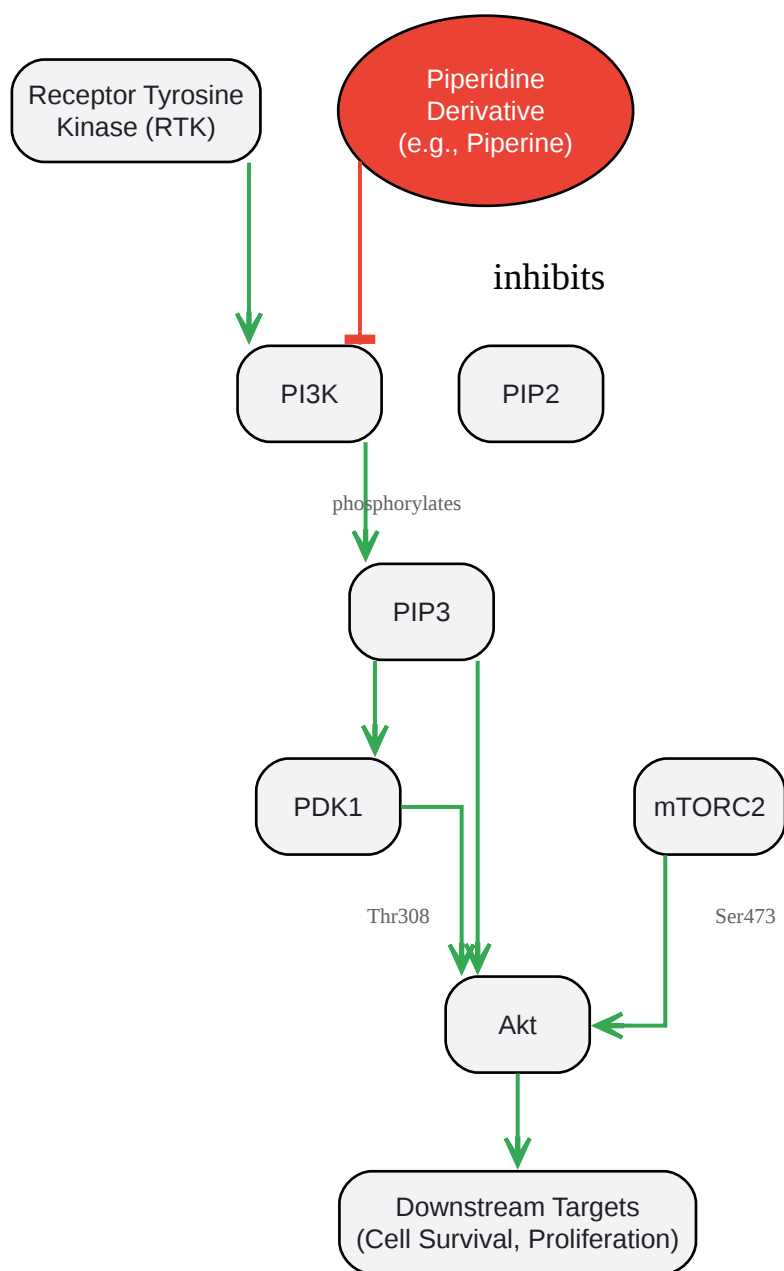 Receptor Tyrosine
Kinase (RTK)
Piperidine
Derivative
(e.g., Piperine)
inhibits
PI3K
PIP2
phosphorylates
PIP3
PDK1
mTORC2
Thr308
Ser473
Akt
Downstream Targets
(Cell Survival, Proliferation)